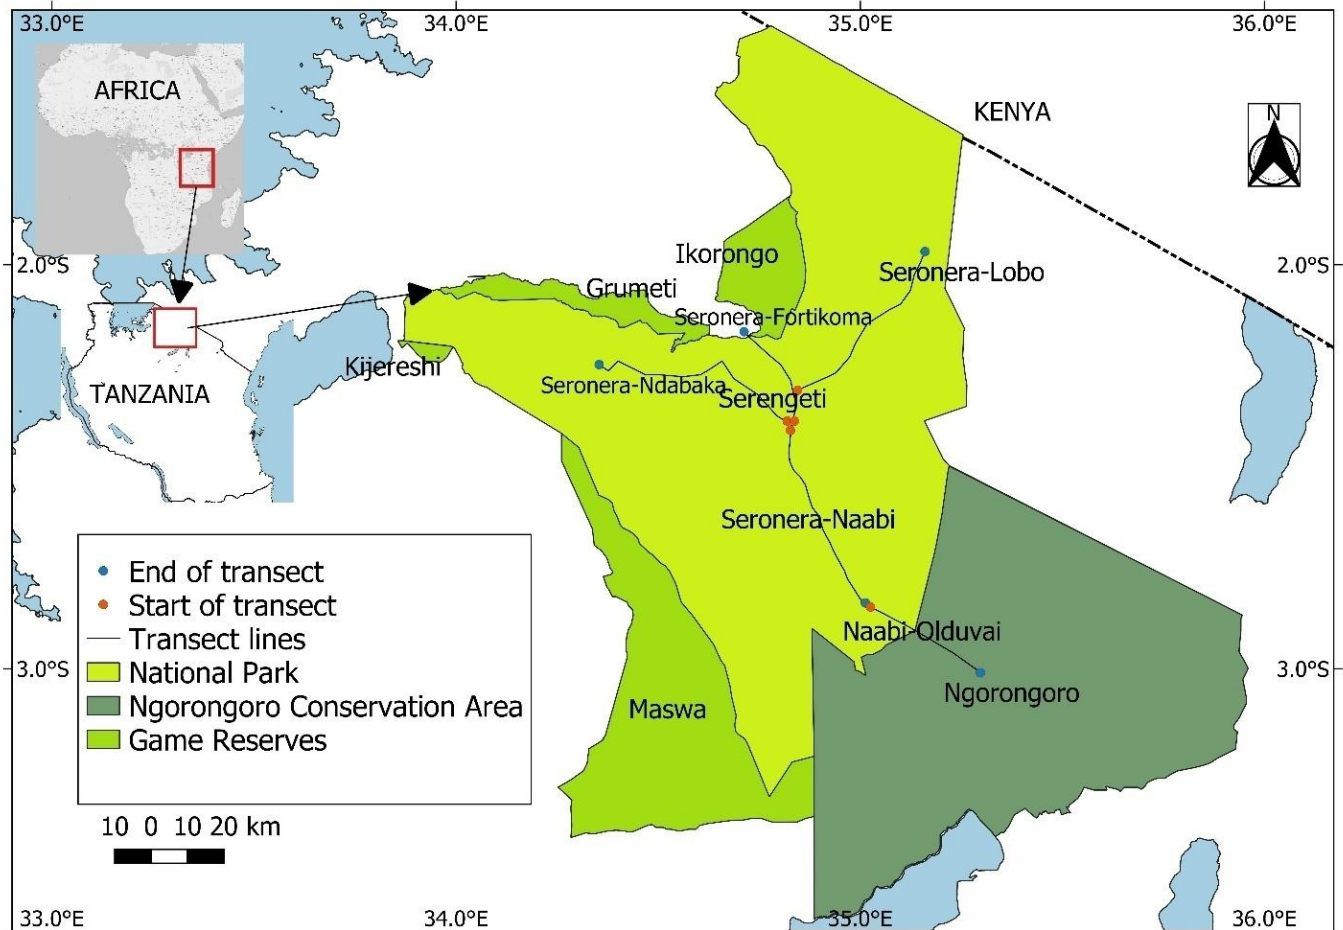 33.0°E
34.0°E
35.0°E
36.0°E
AFRICA
KENYA
N
Ikorongo
2.0°S
Seronera-Lobo
2.0°S
Grumeti
Seronera-Fortikoma
Kijereshi
Seronera-Ndabaka
TANZANIA
Serengeti
Seronera-Naabi
End of transect
Start of transect
Transect lines
National Park
Ngorongoro Conservation Area
Game Reserves
Naabi-Olduvai
3.0°S
3.0°S
Ngorongoro
Maswa
10 0 10 20 km
33.0°E
34.0°E
35.0°E
36.0°E